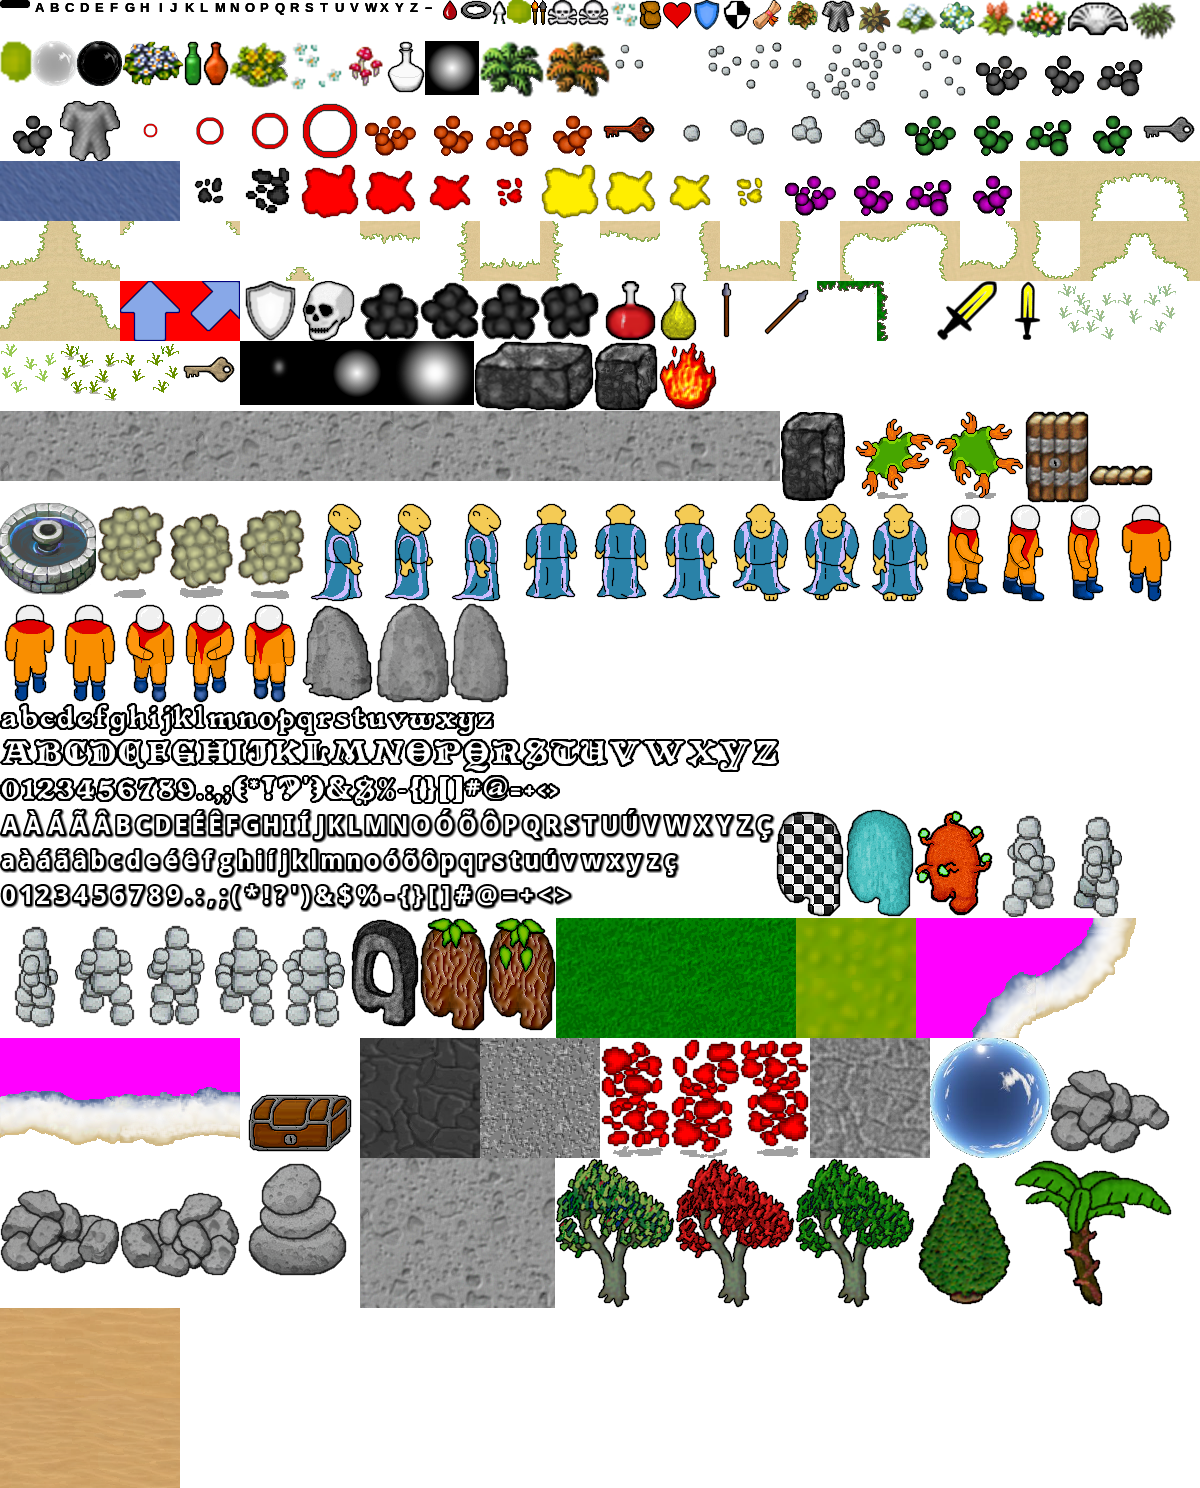 A B C D E F G H I J K L M N O P Q R S T U V W X Y Z -
abcdefghijklmnopqrstuvwxyz
ABCDEFGHIJKLMNOPQRSTUVWXYZ
0123456789.:,;(*!?')&$%-{}[]#@=+<>
AÀÁÃÂBCDEÉÊFGHIÍJKLMNOÓÕÔPQRSTUÚVWXYZÇ
aàáãâbcdeéêfghiíjklmnoóõôpqrstuúvwxyzç
0123456789.:,;(*!?')&$%-{}[]#@=+<>